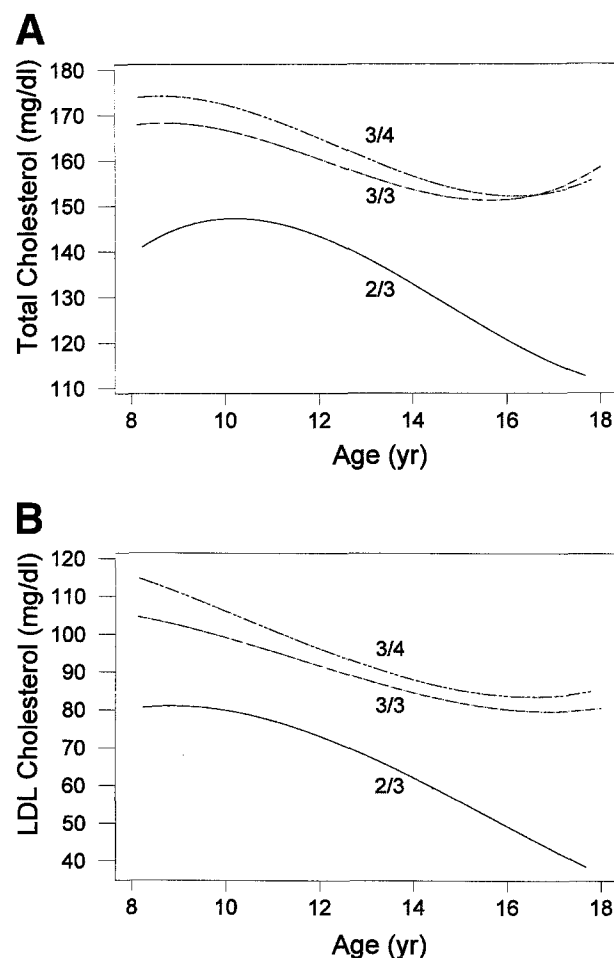 A
Total Cholesterol (mg/dl)
180
170
160
150
140
130
120
110
3/4
3/3
2/3
8 10 12 14 16 18
Age (yr)
B
LDL Cholesterol (mg/dl)
120
110
100
90
80
70
60
50
40
3/4
3/3
2/3
8 10 12 14 16 18
Age (yr)